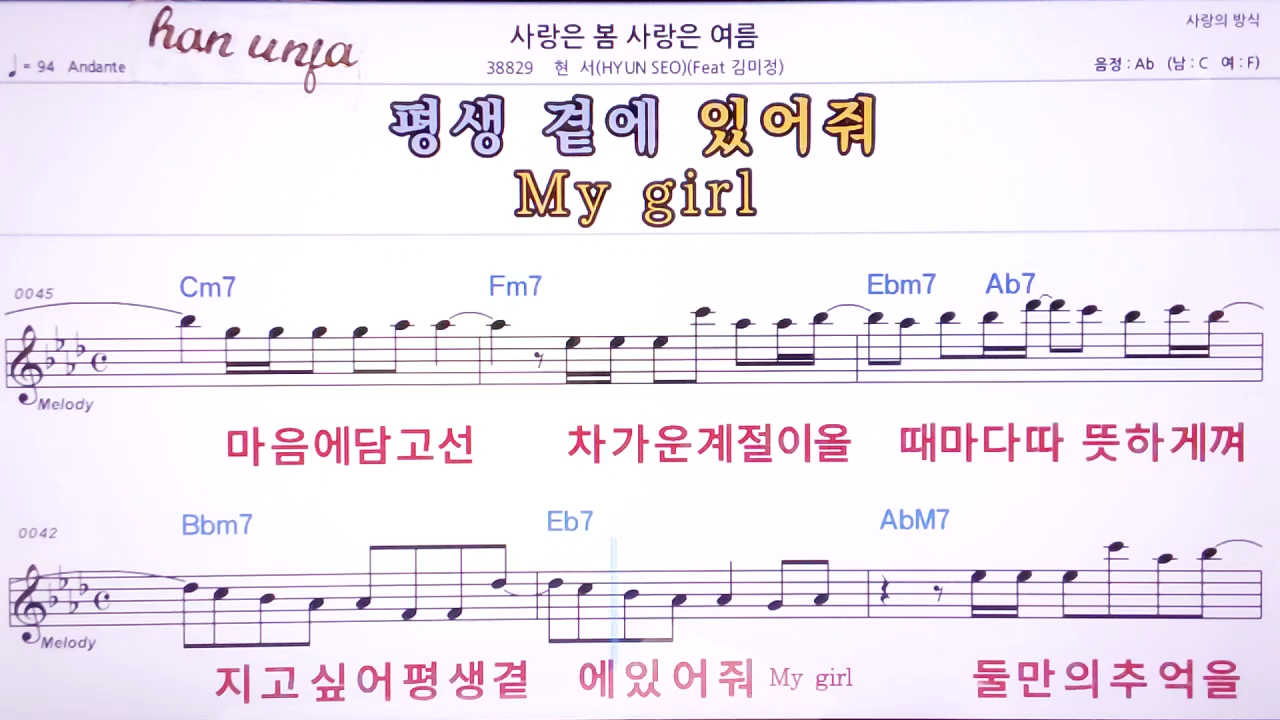 han unfa
사랑은 봄 사랑은 여름
사랑의 방식
♩= 94 Andante
38829 현 서(HYUN SEO)(Feat 김미정)
음정 : Ab (남 : C 여 : F)
평생 곁에 있어줘
My girl
0045
Cm7 Fm7 Ebm7 Ab7
Melody
마음에담고선 차가운계절이올 때마다따 뜻하게껴
0042
Bbm7 Eb7 AbM7
Melody
지고싶어평생곁 에있어줘 My girl 둘만의추억을